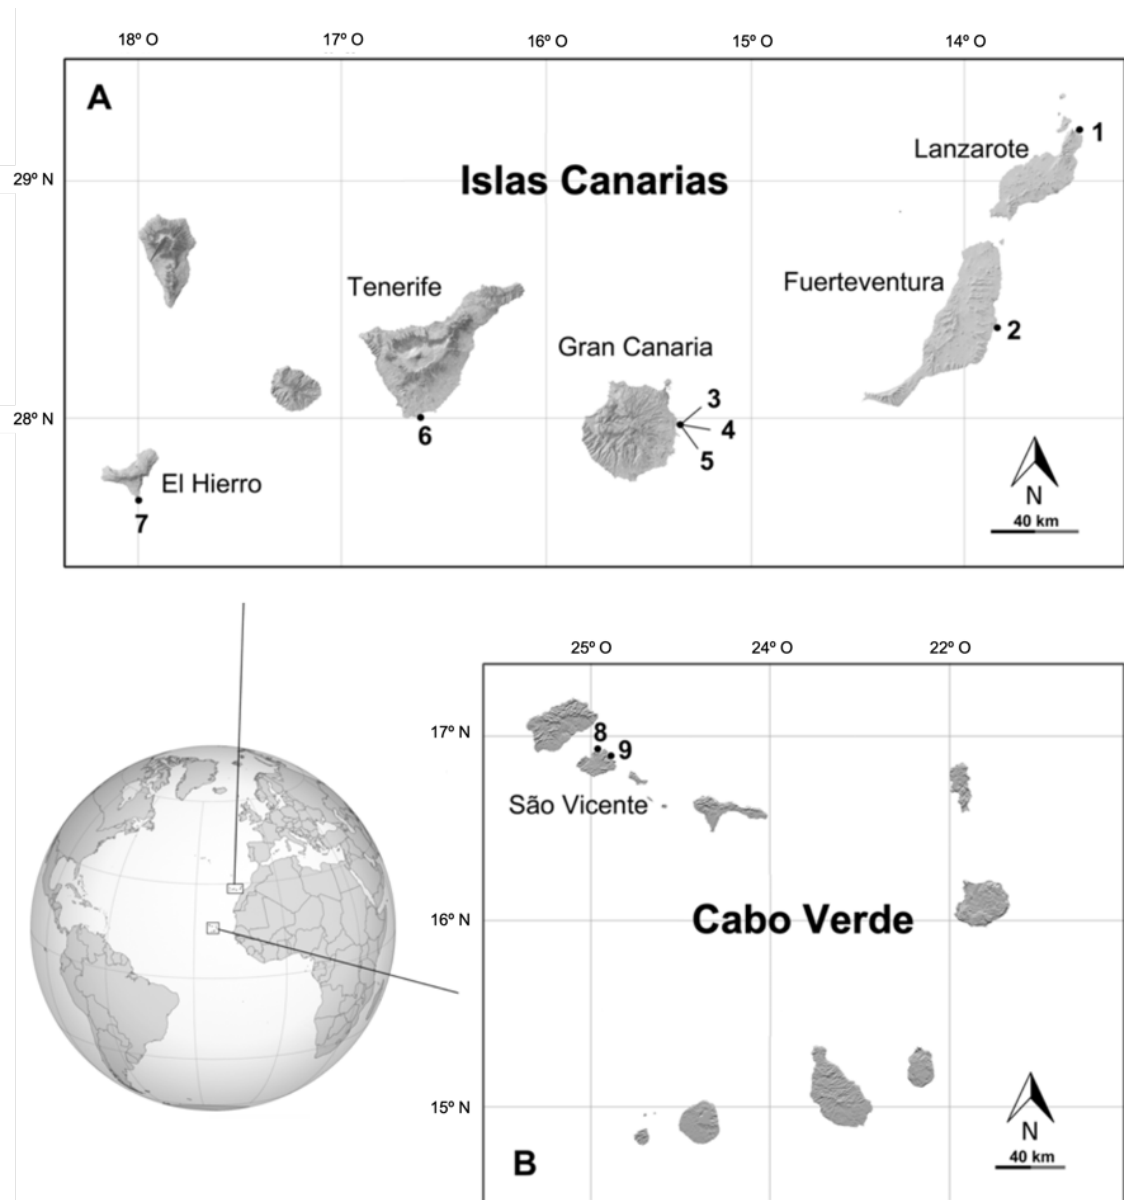 18º O 17º O 16º O 15º O 14º O
A
1
Lanzarote
29º N
Islas Canarias
Fuerteventura
Tenerife
2
Gran Canaria
3
28º N
4
6
5
El Hierro
N
7
40 km
25º O 24º O 22º O
17º N
8
9
São Vicente
16º N
Cabo Verde
15º N
N
B
40 km